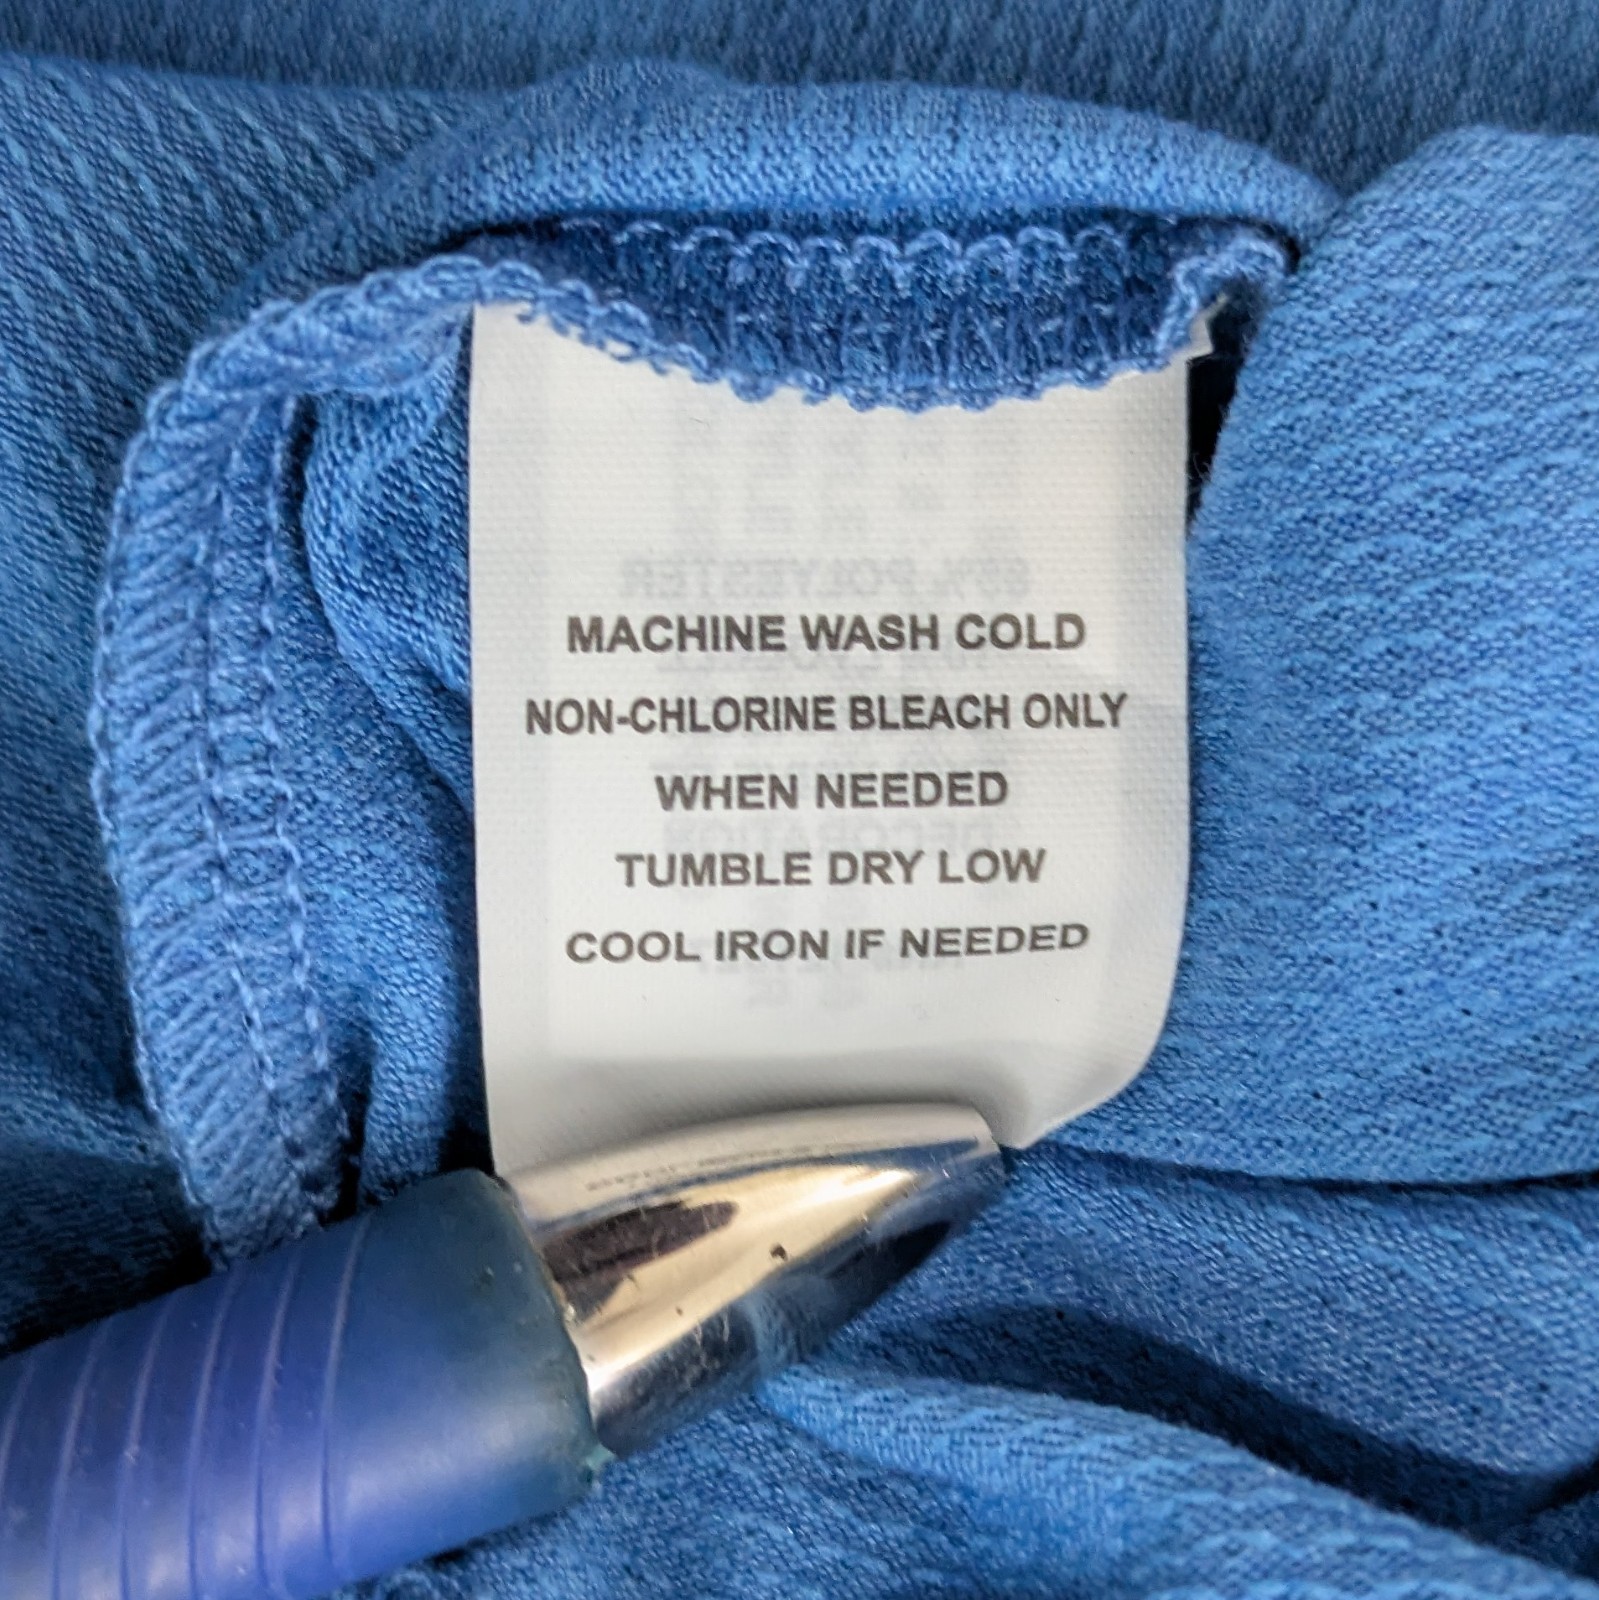 MACHINE WASH COLD
NON-CHLORINE BLEACH ONLY
WHEN NEEDED
TUMBLE DRY LOW
COOL IRON IF NEEDED